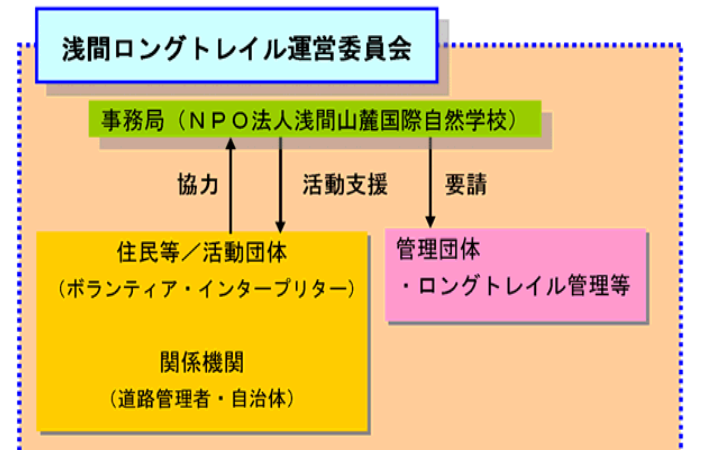 浅間ロングトレイル運営委員会
事務局（ＮＰＯ法人浅間山麓国際自然学校）
協力
活動支援
要請
住民等／活動団体
（ボランティア・インタープリター）
関係機関
（道路管理者・自治体）
管理団体
・ロングトレイル管理等